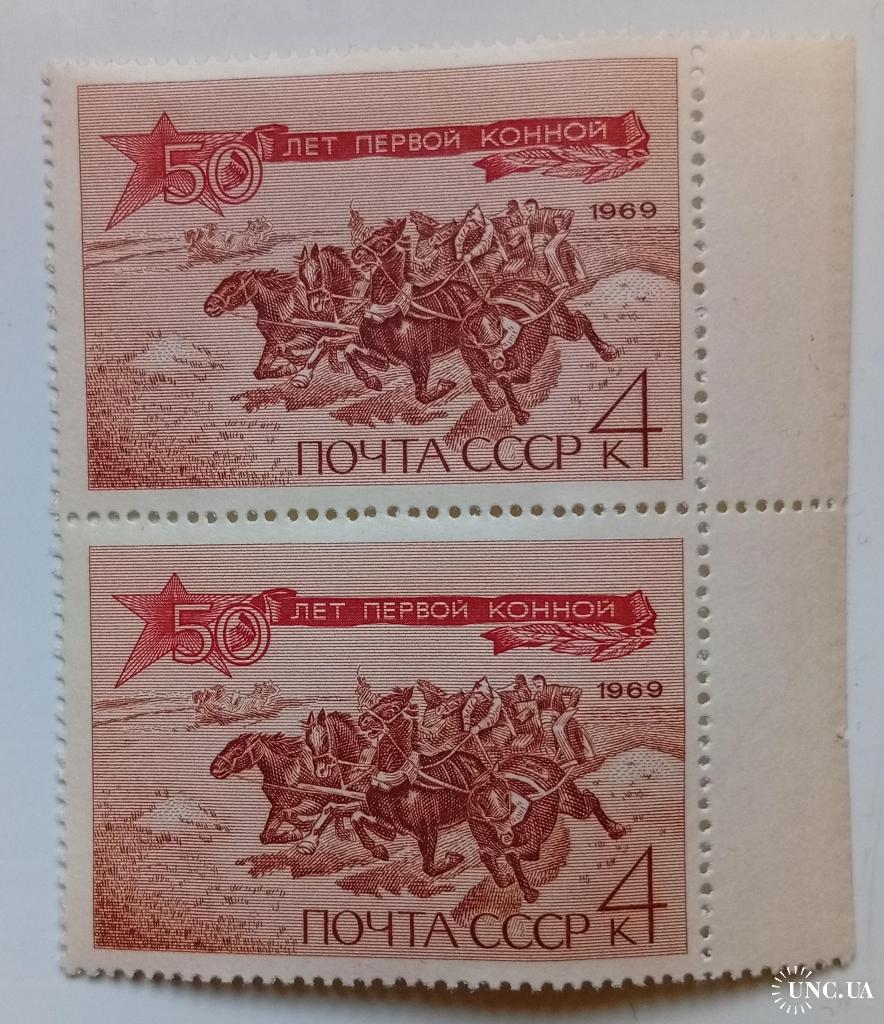 50 ЛЕТ ПЕРВОЙ КОННОЙ
1969
ПОЧТА СССР 4 К
50 ЛЕТ ПЕРВОЙ КОННОЙ
1969
ПОЧТА СССР 4 К
UNC.UA